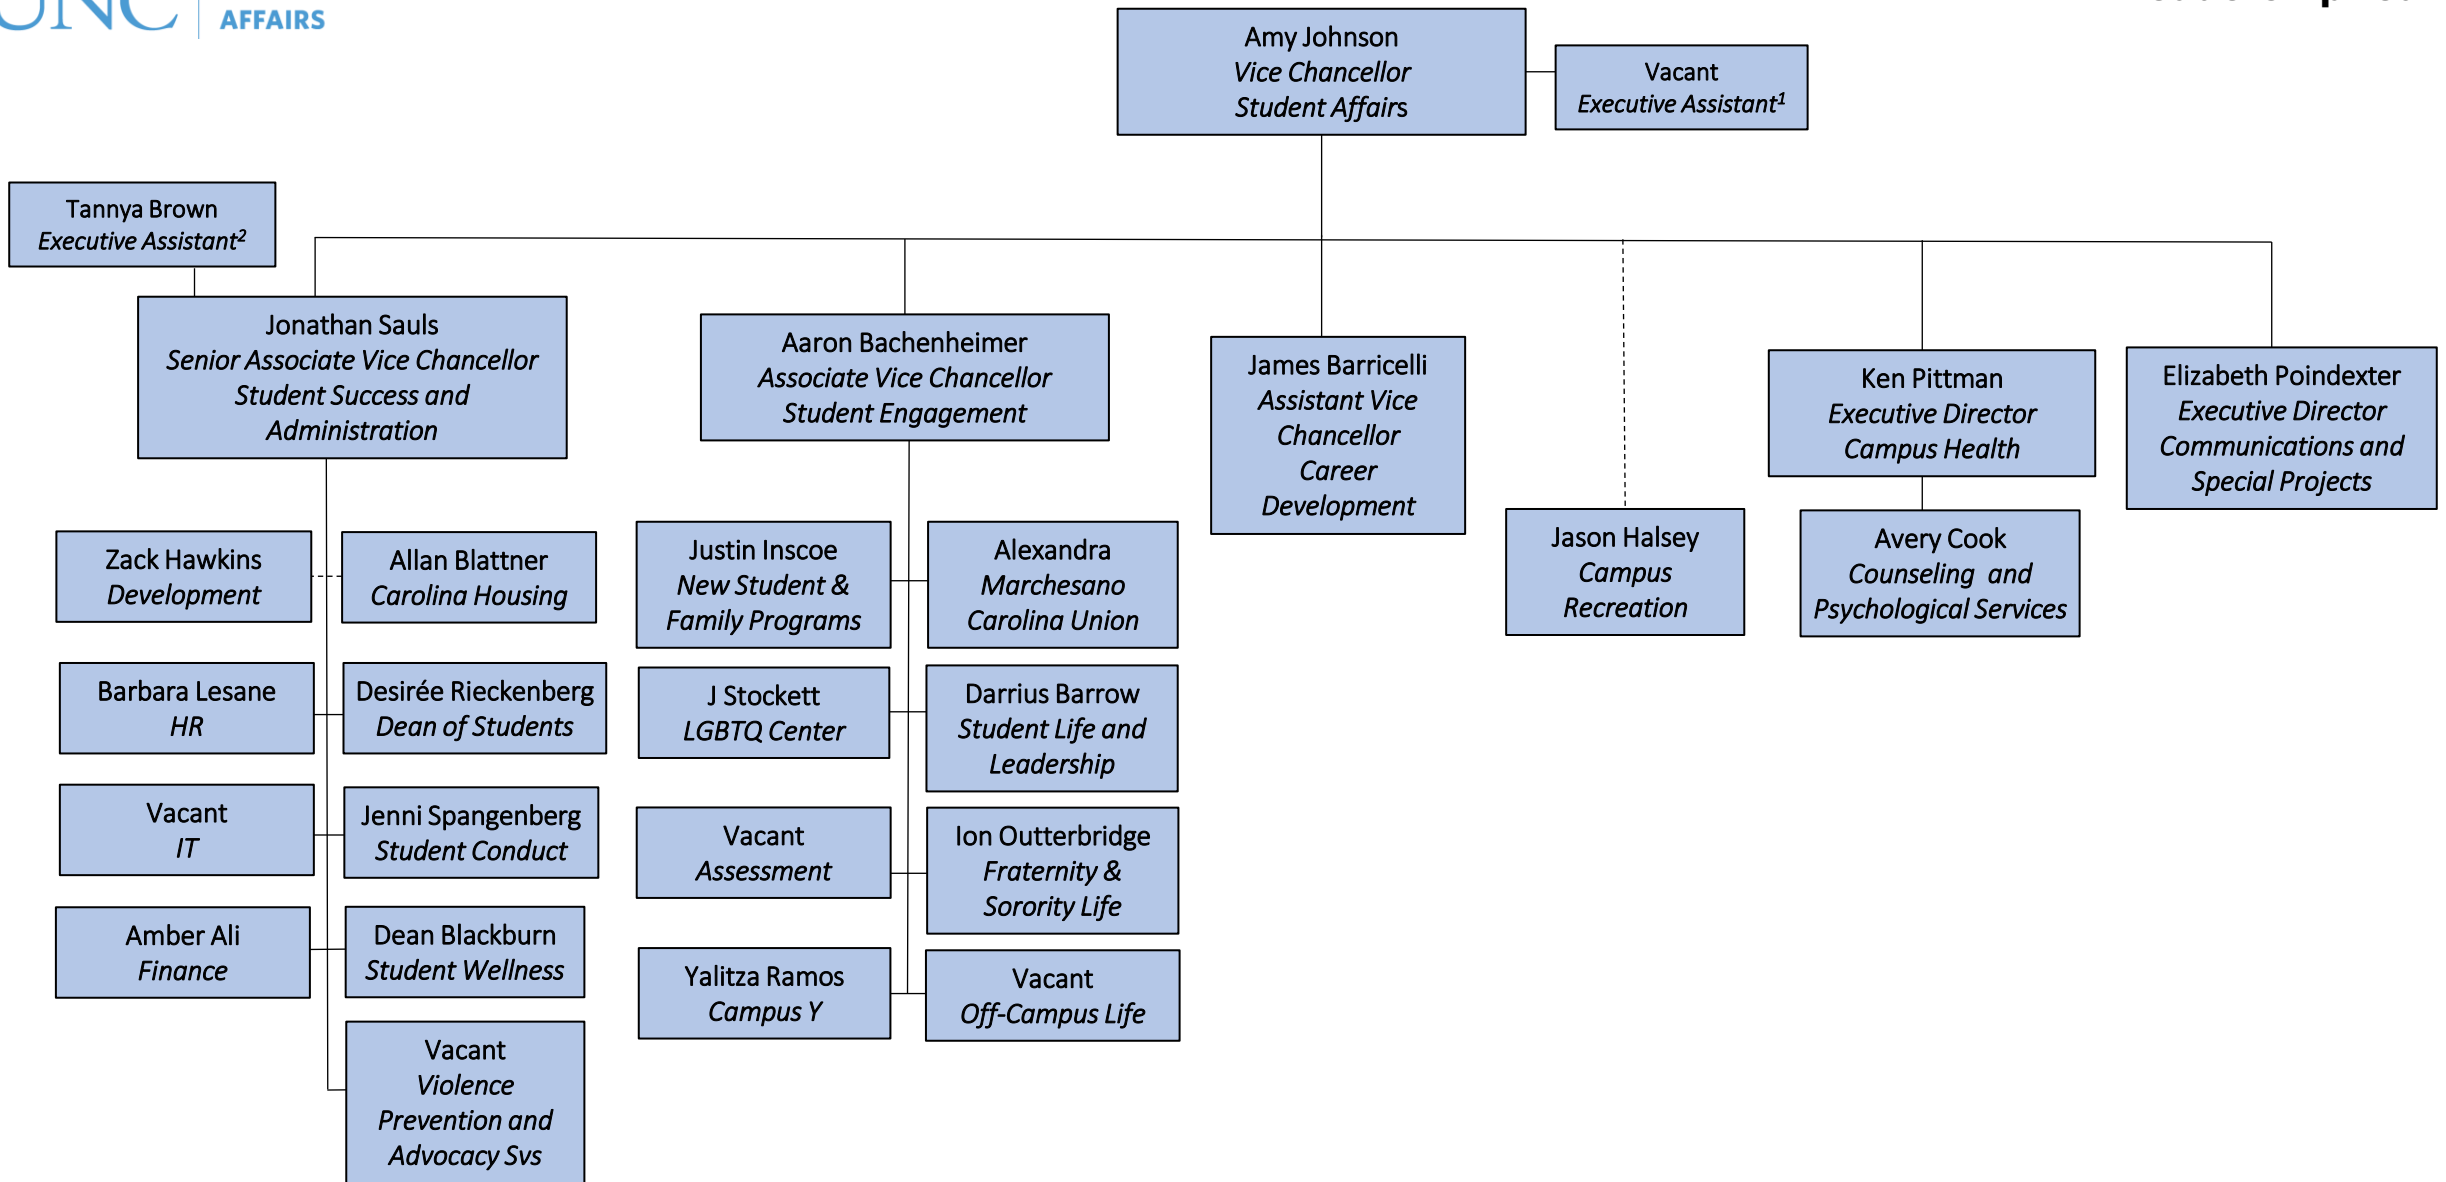 UNC
AFFAIRS
Amy Johnson
Vice Chancellor
Student Affairs
Vacant
Executive Assistant¹
Tannya Brown
Executive Assistant²
Jonathan Sauls
Senior Associate Vice Chancellor
Student Success and
Administration
Aaron Bachenheimer
Associate Vice Chancellor
Student Engagement
James Barricelli
Assistant Vice
Chancellor
Career
Development
Jason Halsey
Campus
Recreation
Ken Pittman
Executive Director
Campus Health
Avery Cook
Counseling and
Psychological Services
Elizabeth Poindexter
Executive Director
Communications and
Special Projects
Zack Hawkins
Development
Allan Blattner
Carolina Housing
Barbara Lesane
HR
Desirée Rieckenberg
Dean of Students
Vacant
IT
Jenni Spangenberg
Student Conduct
Amber Ali
Finance
Dean Blackburn
Student Wellness
Vacant
Violence
Prevention and
Advocacy Svs
Justin Inscoe
New Student &
Family Programs
Alexandra
Marchesano
Carolina Union
J Stockett
LGBTQ Center
Darrius Barrow
Student Life and
Leadership
Vacant
Assessment
Ion Outterbridge
Fraternity &
Sorority Life
Yalitza Ramos
Campus Y
Vacant
Off-Campus Life